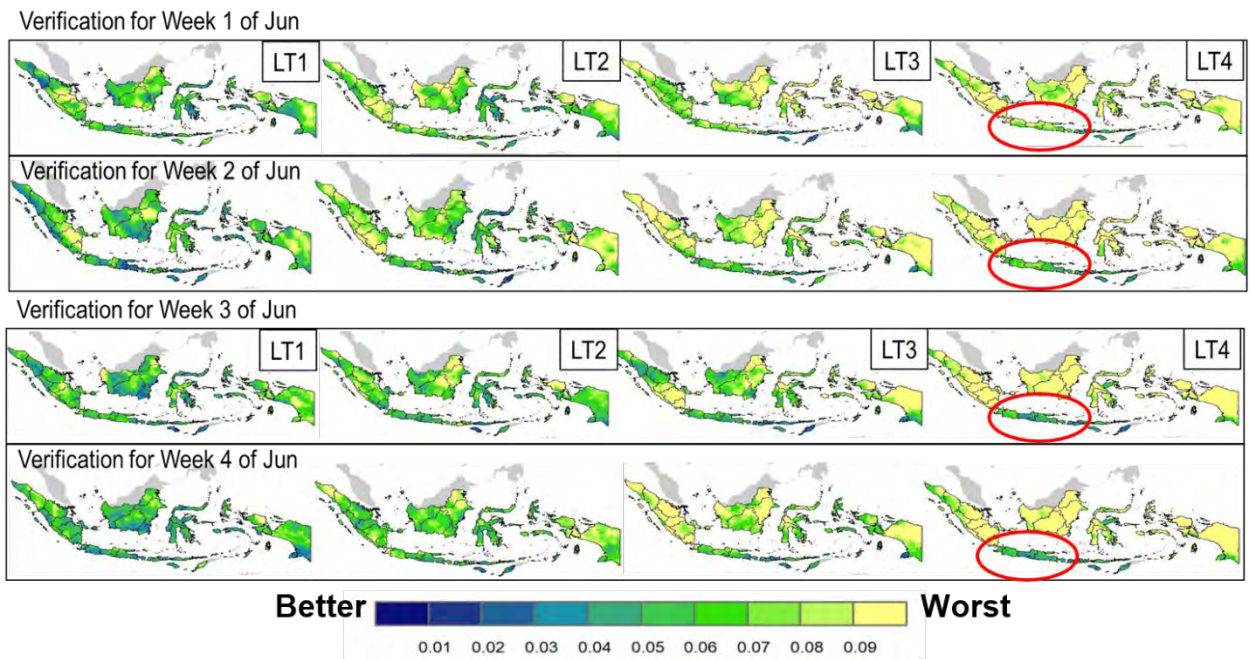 Verification for Week 1 of Jun
LT1
LT2
LT3
LT4
Verification for Week 2 of Jun
Verification for Week 3 of Jun
LT1
LT2
LT3
LT4
Verification for Week 4 of Jun
Better Worst
0.01 0.02 0.03 0.04 0.05 0.06 0.07 0.08 0.09